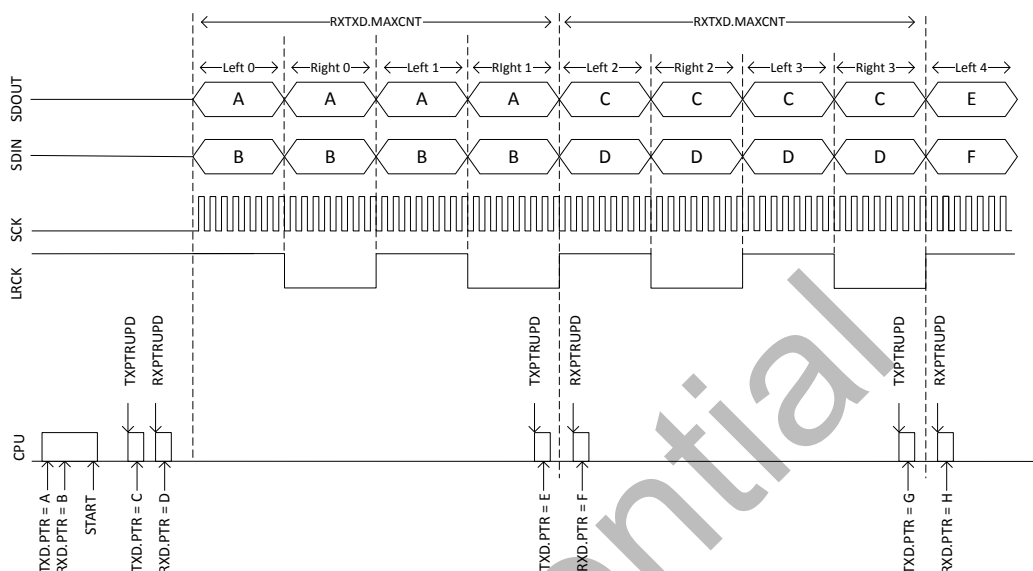 RXTXD.MAXCNT RXTXD.MAXCNT
Left 0 Right 0 Left 1 RIght 1 Left 2 Right 2 Left 3 Right 3 Left 4
SDOUT A A A A C C C C E
SDIN B B B B D D D D F
SCK
LRCK
TXPTRUPD RXPTRUPD TXPTRUPD RXPTRUPD TXPTRUPD RXPTRUPD
CPU
TXD.PTR = A RXD.PTR = B START TXD.PTR = C RXD.PTR = D TXD.PTR = E RXD.PTR = F TXD.PTR = G RXD.PTR = H
ential